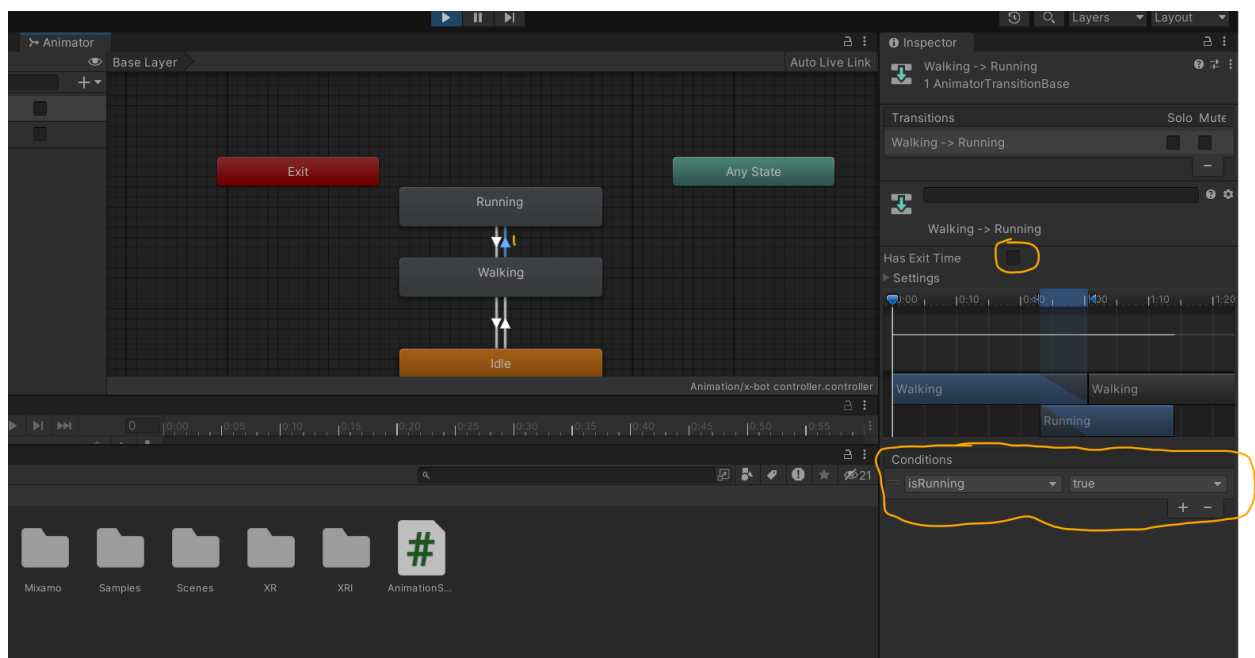 Layers
Layout
Animator
Inspector
Base Layer
Auto Live Link
Walking -> Running
1 AnimatorTransitionBase
Transitions
Solo Mute
Walking -> Running
Exit
Any State
Running
Walking -> Running
Has Exit Time
Walking
Settings
0:10
1:10
1:20
Idle
Animation/x-bot controller.controller
Walking
Walking
Running
0
0:00
0:05
0:10
0:15
0:20
0:25
0:30
0:35
0:40
0:45
0:50
0:55
Conditions
21
isRunning
true
#
Mixamo
Samples
Scenes
XR
XRI
AnimationS...